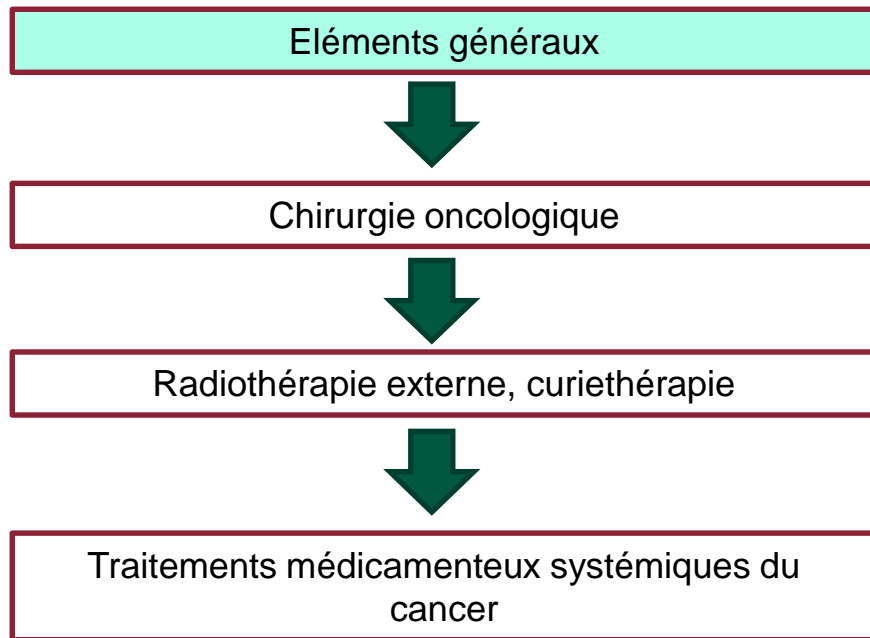 Eléments généraux
Chirurgie oncologique
Radiothérapie externe, curiethérapie
Traitements médicamenteux systémiques du
cancer